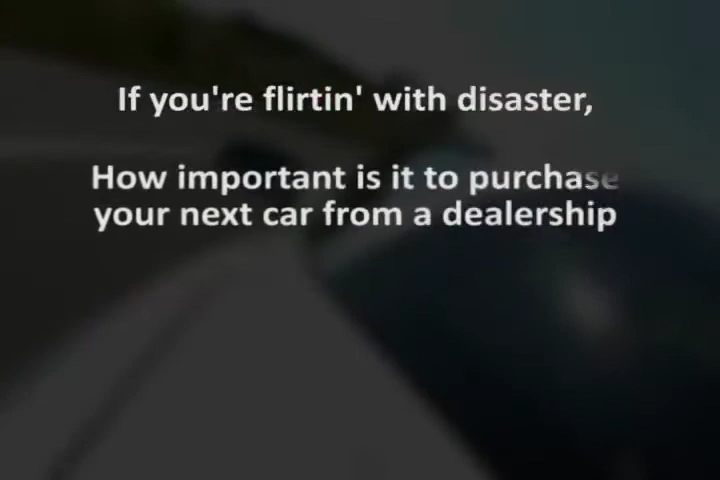 If you're flirtin' with disaster,
How important is it to purchase
your next car from a dealership